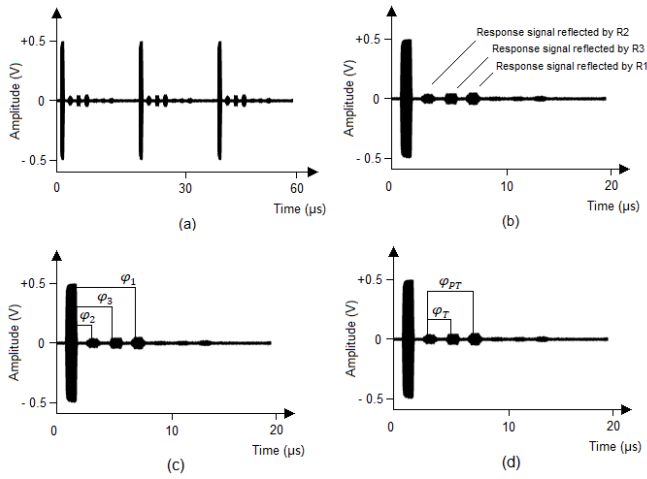 +0.5
0
- 0.5
Amplitude (V)
0
30
60
Time (µs)
(a)
+0.5
0
- 0.5
Amplitude (V)
Response signal reflected by R2
Response signal reflected by R3
Response signal reflected by R1
0
10
20
Time (µs)
(b)
+0.5
0
- 0.5
Amplitude (V)
φ1
φ3
φ2
0
10
20
Time (µs)
(c)
+0.5
0
- 0.5
Amplitude (V)
φPT
φT
0
10
20
Time (µs)
(d)